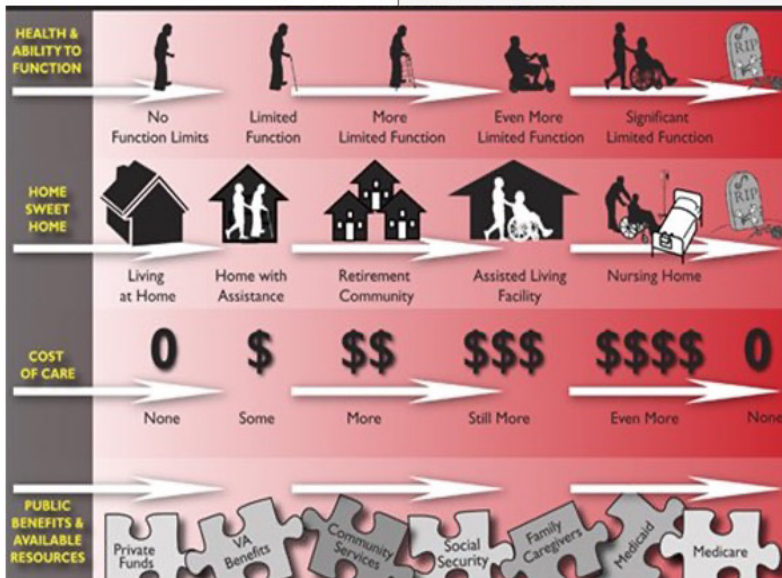 HEALTH &
ABILITY TO
FUNCTION
RIP
No
Function Limits
Limited
Function
More
Limited Function
Even More
Limited Function
Significant
Limited Function
HOME
SWEET
HOME
RIP
Living
at Home
Home with
Assistance
Retirement
Community
Assisted Living
Facility
Nursing Home
COST
OF CARE
0 $ $$ $$$ $$$$ 0
None Some More Still More Even More None
PUBLIC
BENEFITS &
AVAILABLE
RESOURCES
Private
Funds
VA
Benefits
Community
Services
Social
Security
Family
Caregivers
Medicaid
Medicare